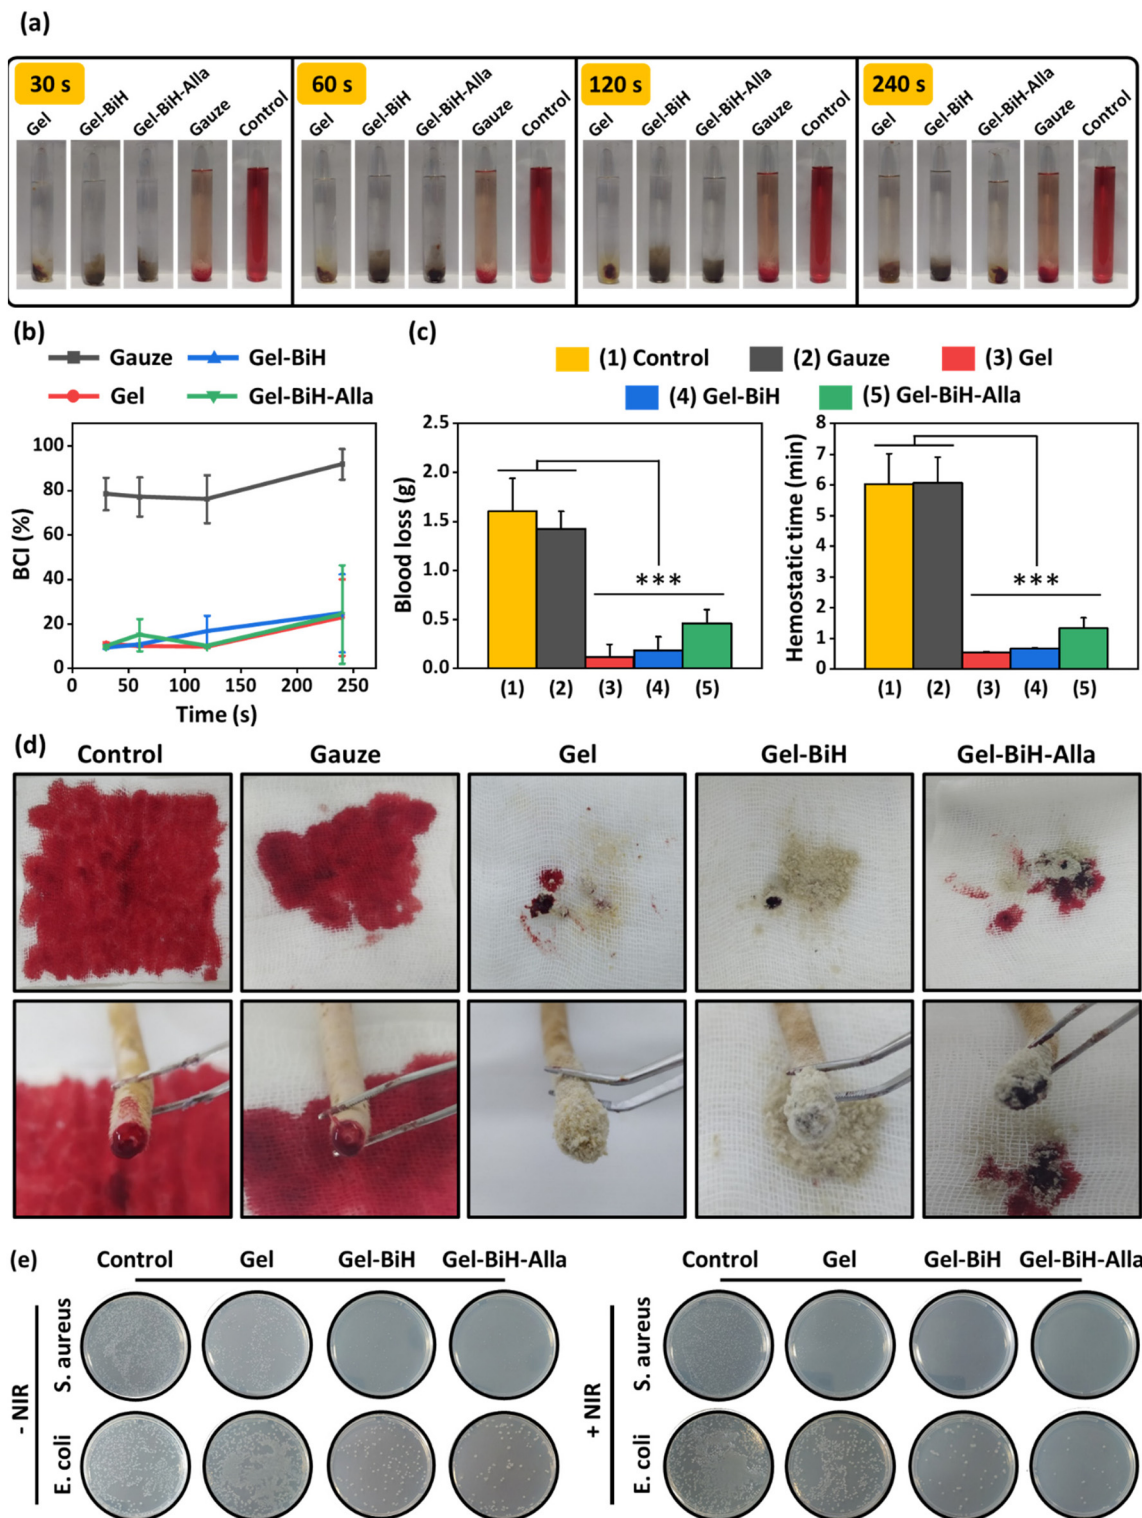 (a)
30 s
Gel
Gel-BiH
Gel-BiH-Alla
Gauze
Control
60 s
Gel
Gel-BiH
Gel-BiH-Alla
Gauze
Control
120 s
Gel
Gel-BiH
Gel-BiH-Alla
Gauze
Control
240 s
Gel
Gel-BiH
Gel-BiH-Alla
Gauze
Control
(b)
Gauze Gel-BiH
Gel Gel-BiH-Alla
BCI (%)
100
80
60
40
20
0
0 50 100 150 200 250
Time (s)
(c)
(1) Control (2) Gauze (3) Gel
(4) Gel-BiH (5) Gel-BiH-Alla
Blood loss (g)
2.5
2.0
1.5
1.0
0.5
0.0
***
(1) (2) (3) (4) (5)
Hemostatic time (min)
8
7
6
5
4
3
2
1
0
***
(1) (2) (3) (4) (5)
(d)
Control Gauze Gel Gel-BiH Gel-BiH-Alla
(e)
Control Gel Gel-BiH Gel-BiH-Alla
- NIR
S. aureus
E. coli
Control Gel Gel-BiH Gel-BiH-Alla
+ NIR
S. aureus
E. coli